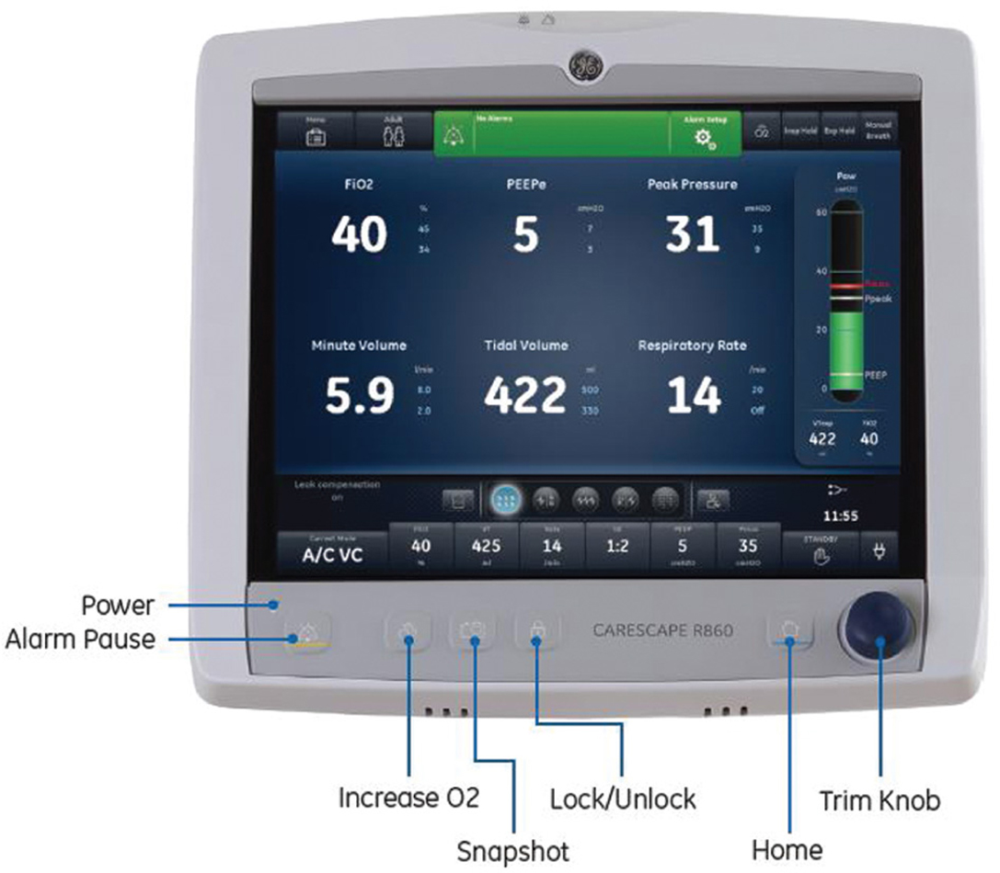 GE
Menu
Adult
No Alarms
Alarm Setup
O2
Insp Hold
Exp Hold
Manual
Breath
FiO2
PEEPe
Peak Pressure
Paw
cmH2O
40
%
45
34
5
cmH2O
7
3
31
cmH2O
35
9
60
40
Ppeak
20
PEEP
0
Minute Volume
Tidal Volume
Respiratory Rate
5.9
l/min
8.0
2.0
422
ml
500
330
14
/min
20
Off
VTexp
FiO2
422
40
ml
%
Leak compensation
on
11:55
Current Mode
A/C VC
FiO2
40
%
VT
425
ml
Rate
14
/min
I:E
1:2
PEEP
5
cmH2O
Pmax
35
cmH2O
STANDBY
CARESCAPE R860
Power
Alarm Pause
Increase O2
Lock/Unlock
Trim Knob
Snapshot
Home